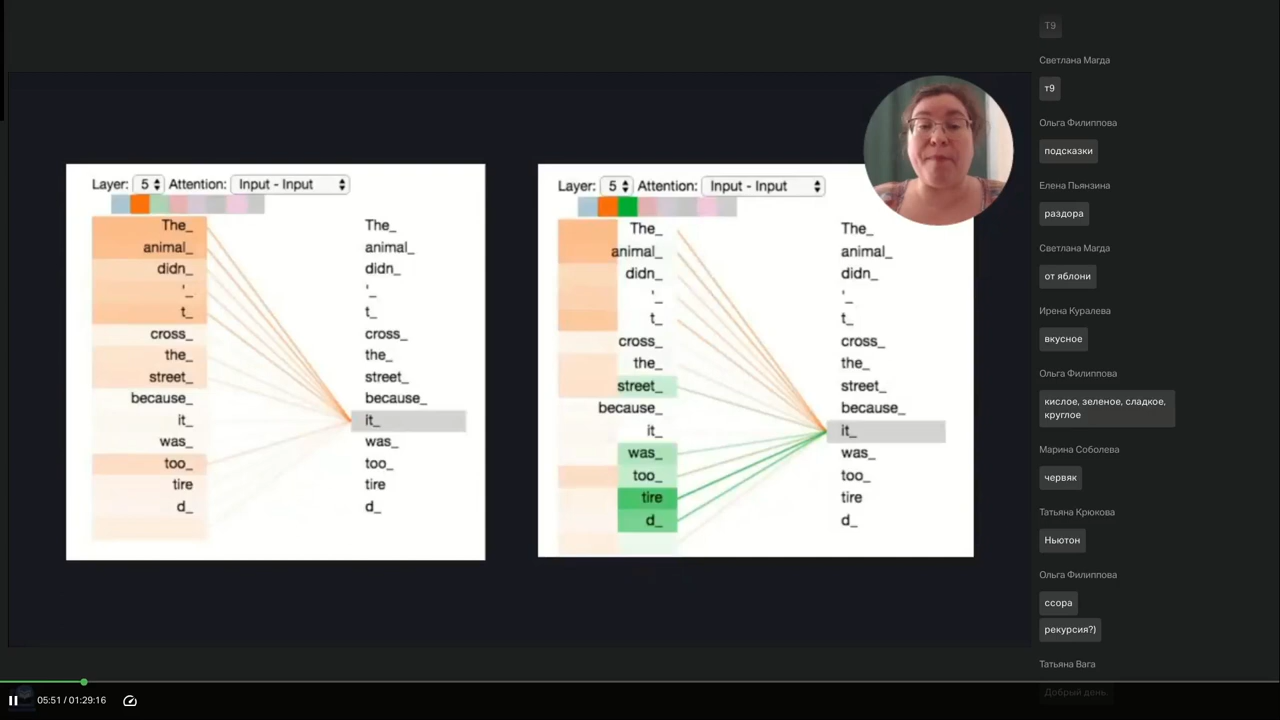 Layer: 5 Attention: Input - Input
The_ The_
animal_ animal_
didn_ didn_
'_ '_
t_ t_
cross_ cross_
the_ the_
street_ street_
because_ because_
it_ it_
was_ was_
too_ too_
tire tire
d_ d_
Layer: 5 Attention: Input - Input
The_ The_
animal_ animal_
didn_ didn_
'_ '_
t_ t_
cross_ cross_
the_ the_
street_ street_
because_ because_
it_ it_
was_ was_
too_ too_
tire tire
d_ d_
Т9
Светлана Магда
т9
Ольга Филиппова
подсказки
Елена Пьянзина
раздора
Светлана Магда
от яблони
Ирена Куралева
вкусное
Ольга Филиппова
кислое, зеленое, сладкое,
круглое
Марина Соболева
червяк
Татьяна Крюкова
Ньютон
Ольга Филиппова
ссора
рекурсия?)
Татьяна Вага
Добрый день.
05:51 / 01:29:16